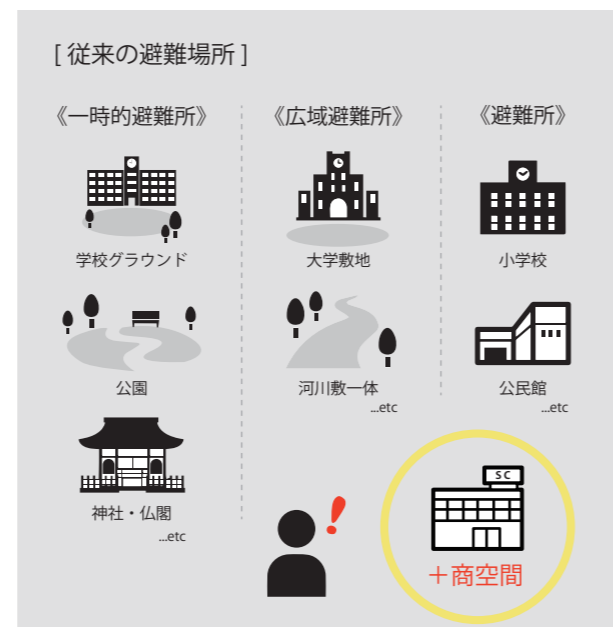 [ 従来の避難場所 ]
《一時的避難所》
学校グラウンド
公園
神社・仏閣
...etc
《広域避難所》
大学敷地
河川敷一体
...etc
《避難所》
小学校
公民館
...etc
SC
＋商空間